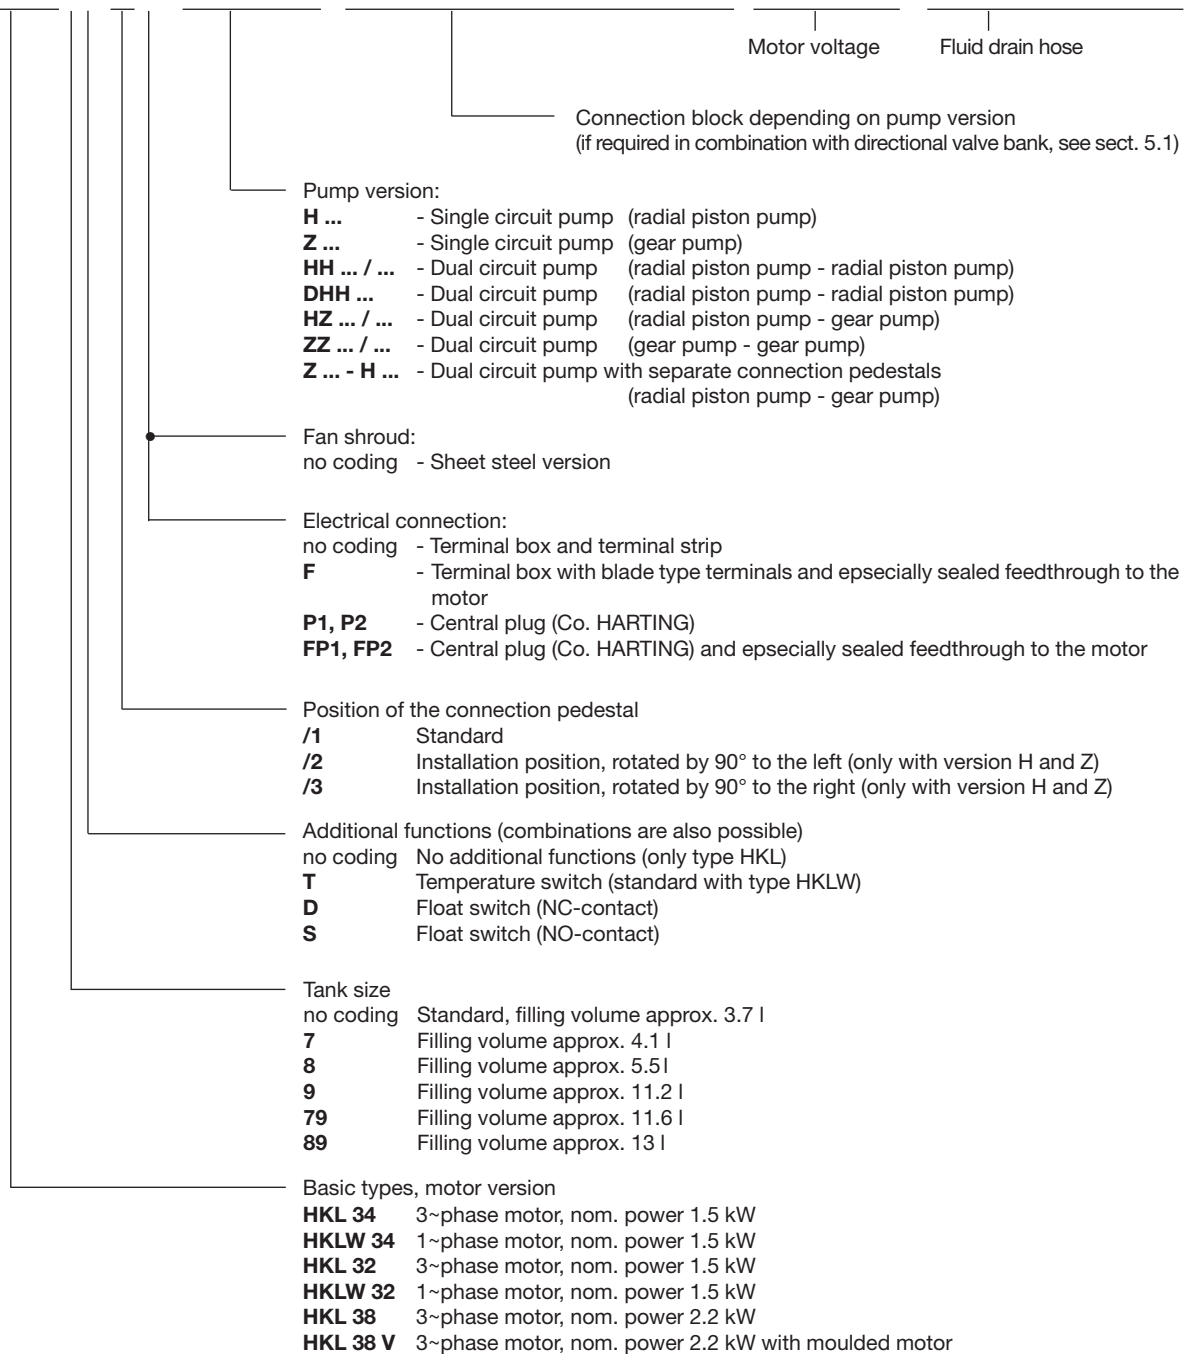 Motor voltage
Fluid drain hose
Connection block depending on pump version
(if required in combination with directional valve bank, see sect. 5.1)
Pump version:
H ... - Single circuit pump (radial piston pump)
Z ... - Single circuit pump (gear pump)
HH ... / ... - Dual circuit pump (radial piston pump - radial piston pump)
DHH ... - Dual circuit pump (radial piston pump - radial piston pump)
HZ ... / ... - Dual circuit pump (radial piston pump - gear pump)
ZZ ... / ... - Dual circuit pump (gear pump - gear pump)
Z ... - H ... - Dual circuit pump with separate connection pedestals
(radial piston pump - gear pump)
Fan shroud:
no coding - Sheet steel version
Electrical connection:
no coding - Terminal box and terminal strip
F - Terminal box with blade type terminals and epsecially sealed feedthrough to the
motor
P1, P2 - Central plug (Co. HARTING)
FP1, FP2 - Central plug (Co. HARTING) and epsecially sealed feedthrough to the motor
Position of the connection pedestal
/1 Standard
/2 Installation position, rotated by 90° to the left (only with version H and Z)
/3 Installation position, rotated by 90° to the right (only with version H and Z)
Additional functions (combinations are also possible)
no coding No additional functions (only type HKL)
T Temperature switch (standard with type HKLW)
D Float switch (NC-contact)
S Float switch (NO-contact)
Tank size
no coding Standard, filling volume approx. 3.7 l
7 Filling volume approx. 4.1 l
8 Filling volume approx. 5.5 l
9 Filling volume approx. 11.2 l
79 Filling volume approx. 11.6 l
89 Filling volume approx. 13 l
Basic types, motor version
HKL 34 3~phase motor, nom. power 1.5 kW
HKLW 34 1~phase motor, nom. power 1.5 kW
HKL 32 3~phase motor, nom. power 1.5 kW
HKLW 32 1~phase motor, nom. power 1.5 kW
HKL 38 3~phase motor, nom. power 2.2 kW
HKL 38 V 3~phase motor, nom. power 2.2 kW with moulded motor